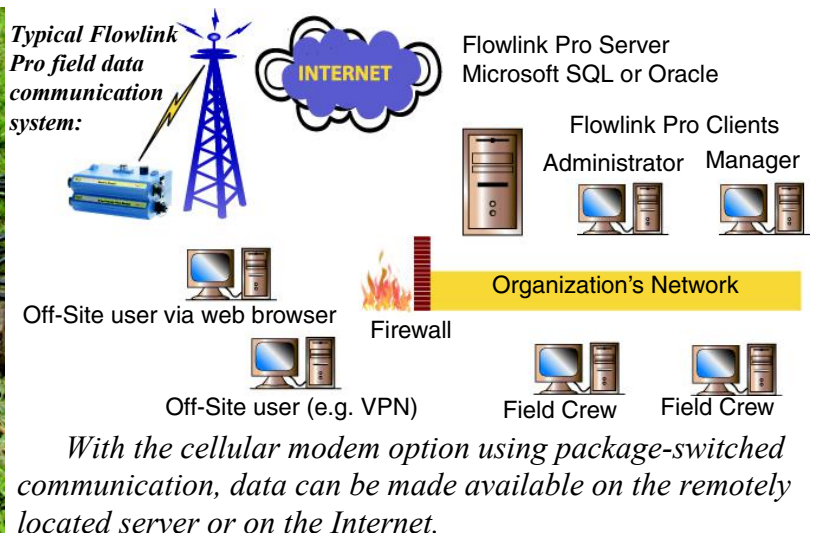 Typical Flowlink
Pro field data
communication
system:
INTERNET
Flowlink Pro Server
Microsoft SQL or Oracle
Flowlink Pro Clients
Administrator
Manager
Organization's Network
Off-Site user via web browser
Firewall
Off-Site user (e.g. VPN)
Field Crew
Field Crew
With the cellular modem option using package-switched
communication, data can be made available on the remotely
located server or on the Internet.